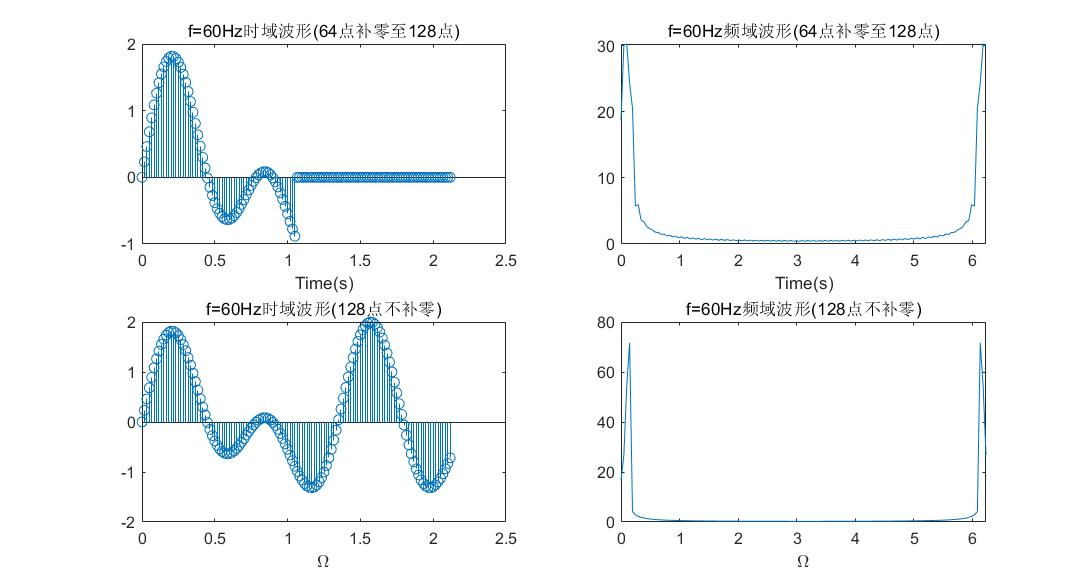 f=60Hz时域波形(64点补零至128点)
2
1
0
-1
0 0.5 1 1.5 2 2.5
Time(s)
f=60Hz频域波形(64点补零至128点)
30
20
10
0
0 1 2 3 4 5 6
Time(s)
f=60Hz时域波形(128点不补零)
2
1
0
-1
-2
0 0.5 1 1.5 2 2.5
Ω
f=60Hz频域波形(128点不补零)
80
60
40
20
0
0 1 2 3 4 5 6
Ω